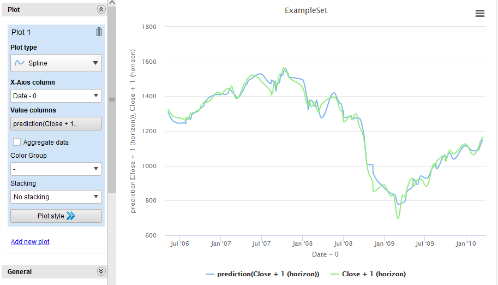 Plot
Plot 1
Plot type
Spline
X-Axis column
Date - 0
Value columns
prediction(Close + 1.
Aggregate data
Color Group
-
Stacking
No stacking
Plot style
Add new plot
General
ExampleSet
prediction(Close + 1 (horizon)), Close + 1 (horizon)
1800
1600
1400
1200
1000
800
600
Jul '06 Jan '07 Jul '07 Jan '08 Jul '08 Jan '09 Jul '09 Jan '10
Date - 0
prediction(Close + 1 (horizon)) Close + 1 (horizon)